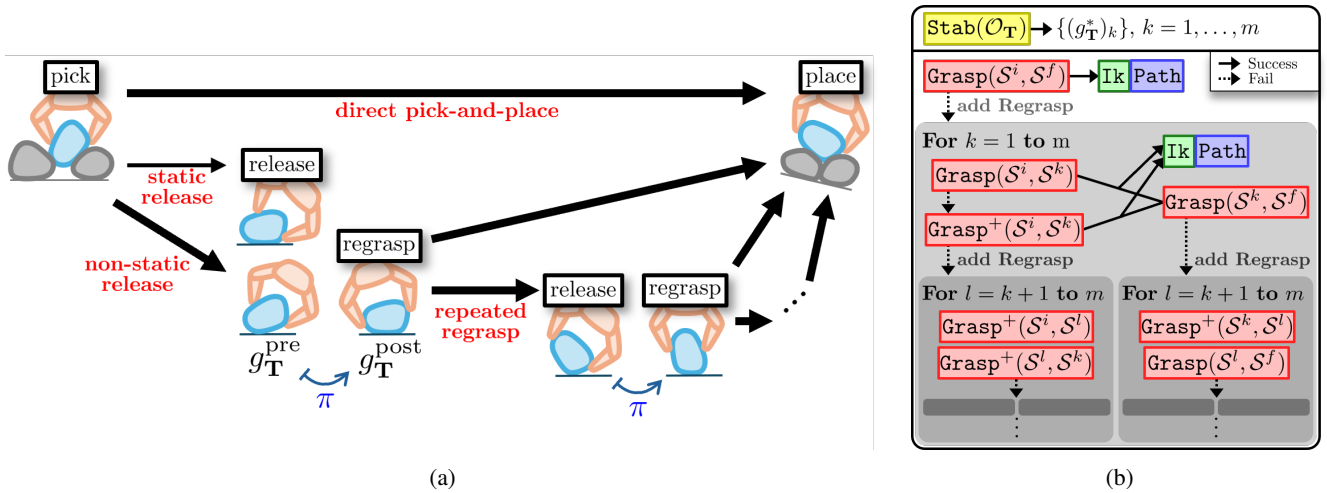 pick
place
direct pick-and-place
static
release
release
non-static
release
regrasp
repeated
regrasp
release
regrasp
g_T^pre
g_T^post
π
π
(a)
Stab(𝒪_T) → {(g_T^*)_k}, k = 1, . . . , m
Success
Fail
Grasp(𝒮^i, 𝒮^f)
Ik Path
add Regrasp
For k = 1 to m
Ik Path
Grasp(𝒮^i, 𝒮^k)
Grasp(𝒮^k, 𝒮^f)
Grasp^+(𝒮^i, 𝒮^k)
add Regrasp
add Regrasp
For l = k + 1 to m
Grasp^+(𝒮^i, 𝒮^l)
Grasp^+(𝒮^l, 𝒮^k)
For l = k + 1 to m
Grasp^+(𝒮^k, 𝒮^l)
Grasp(𝒮^l, 𝒮^f)
(b)